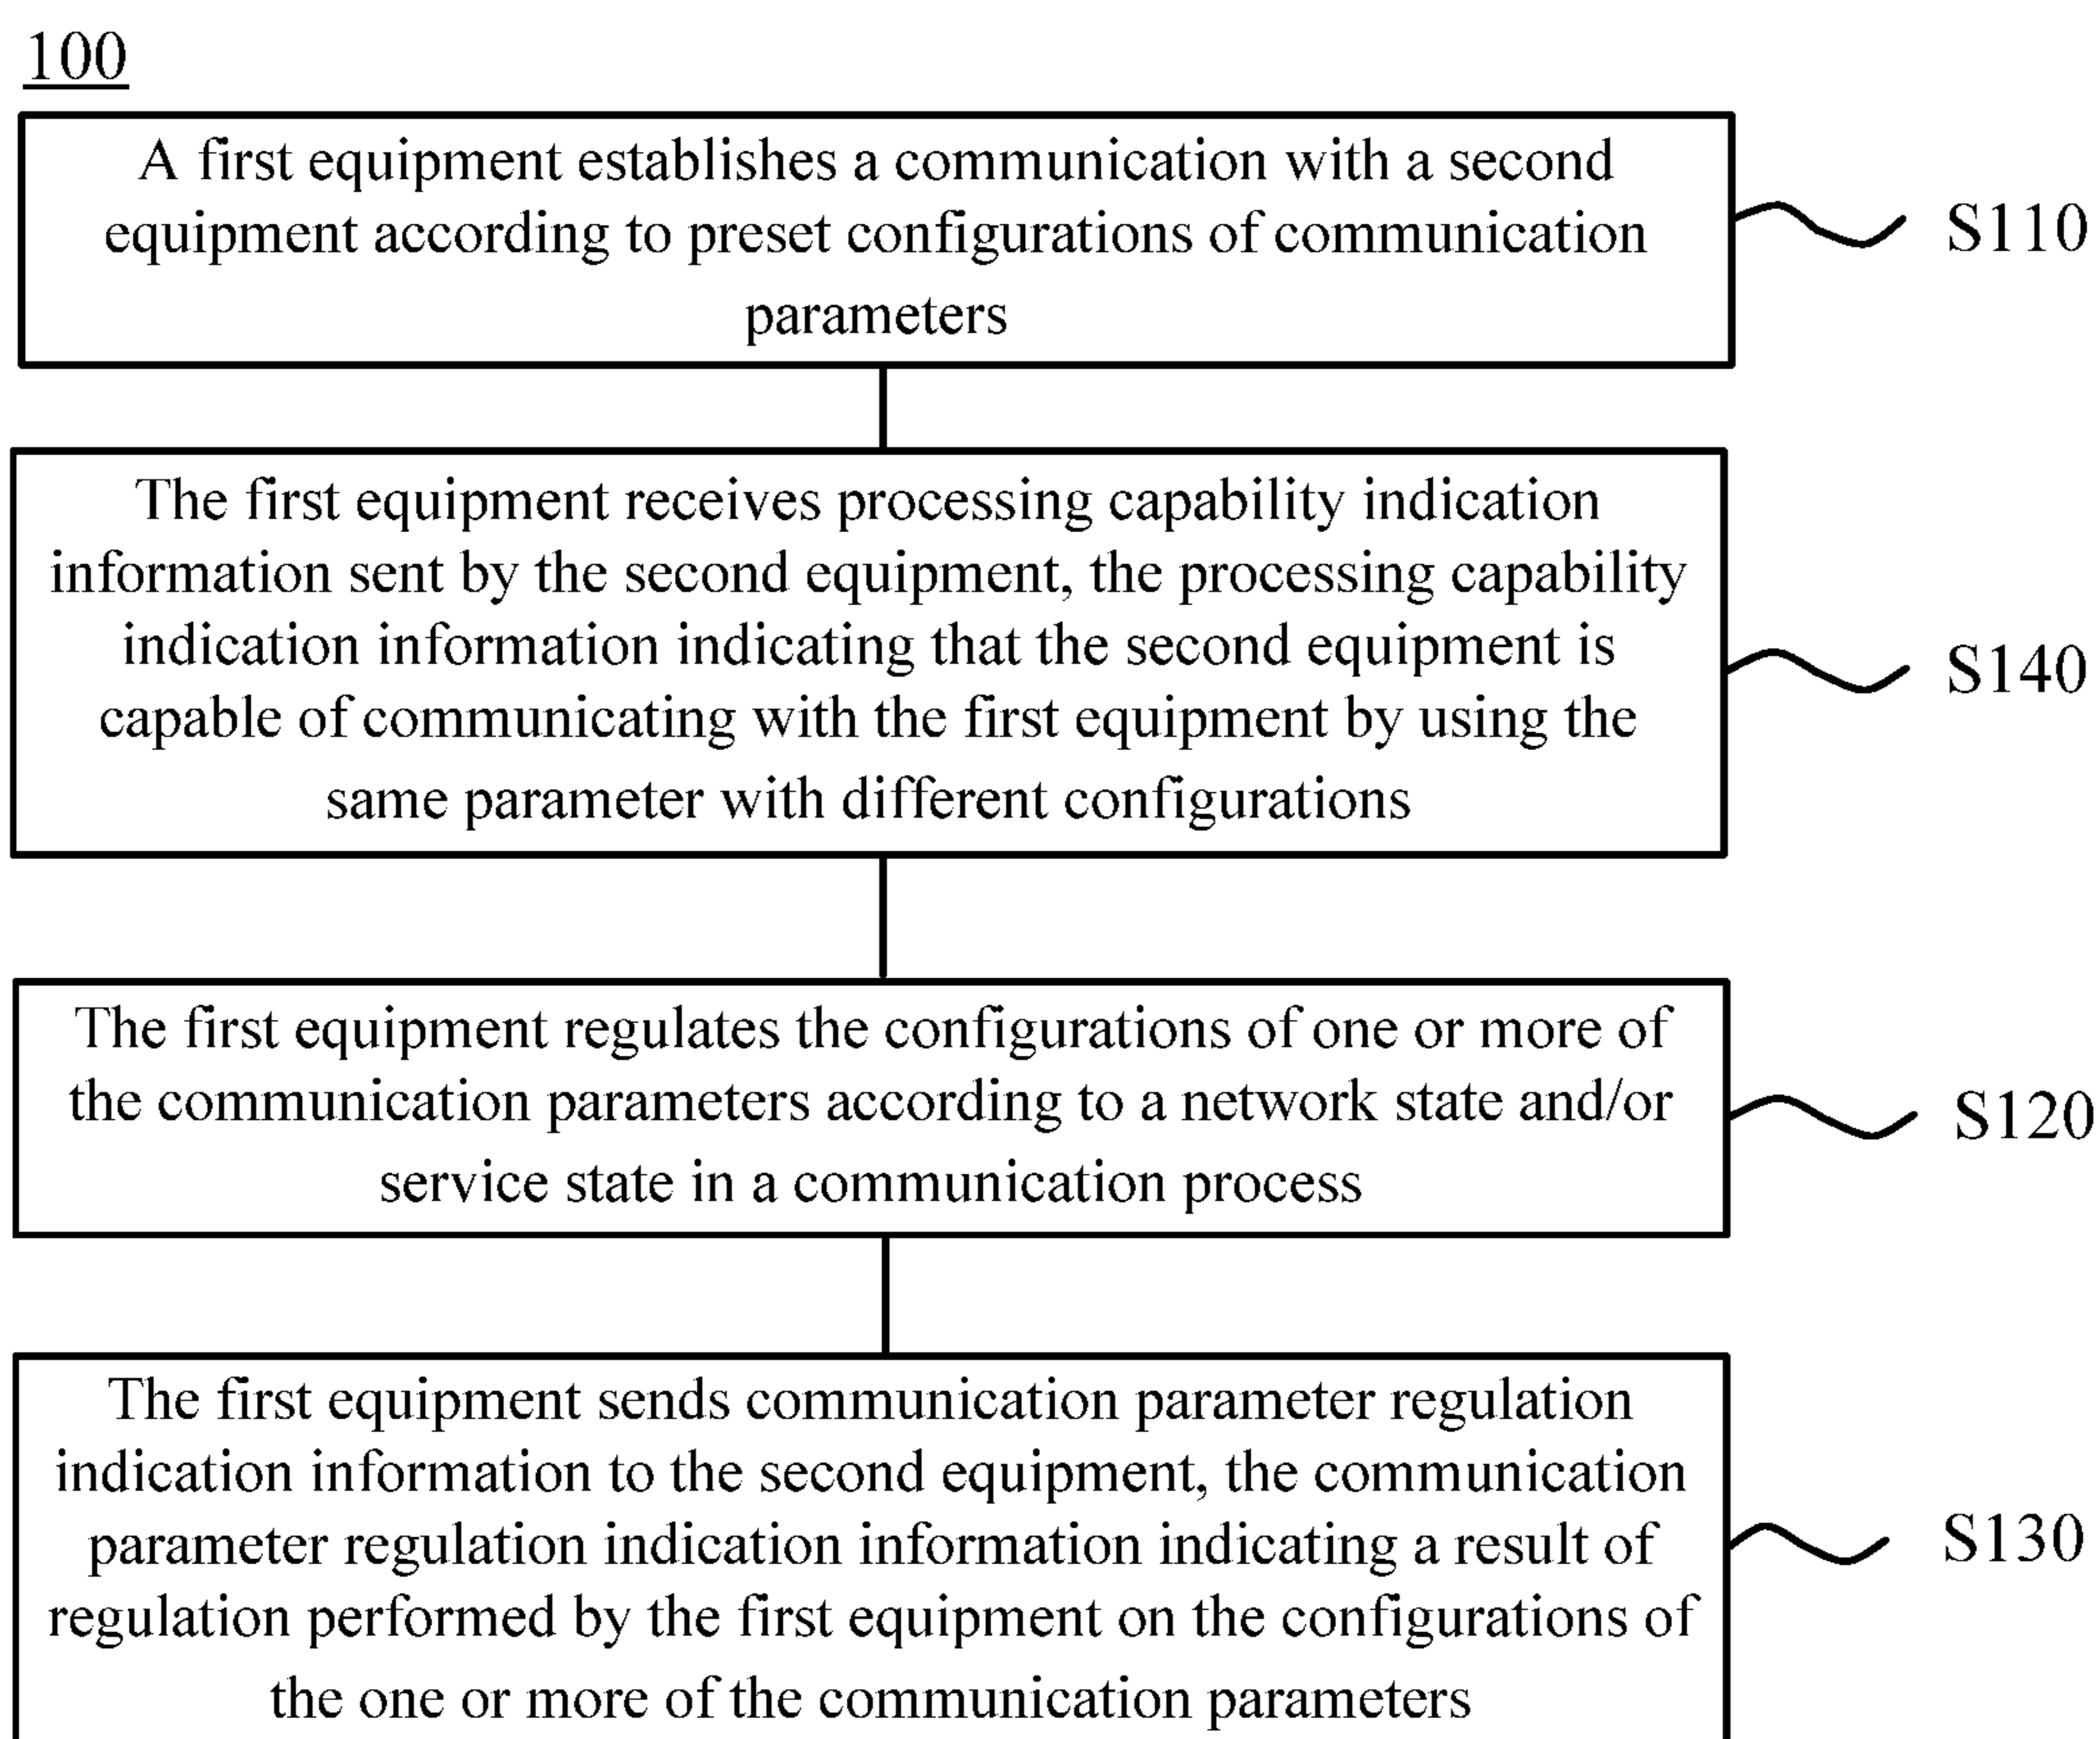 100
A first equipment establishes a communication with a second
equipment according to preset configurations of communication
parameters
S110
The first equipment receives processing capability indication
information sent by the second equipment, the processing capability
indication information indicating that the second equipment is
capable of communicating with the first equipment by using the
same parameter with different configurations
S140
The first equipment regulates the configurations of one or more of
the communication parameters according to a network state and/or
service state in a communication process
S120
The first equipment sends communication parameter regulation
indication information to the second equipment, the communication
parameter regulation indication information indicating a result of
regulation performed by the first equipment on the configurations of
the one or more of the communication parameters
S130